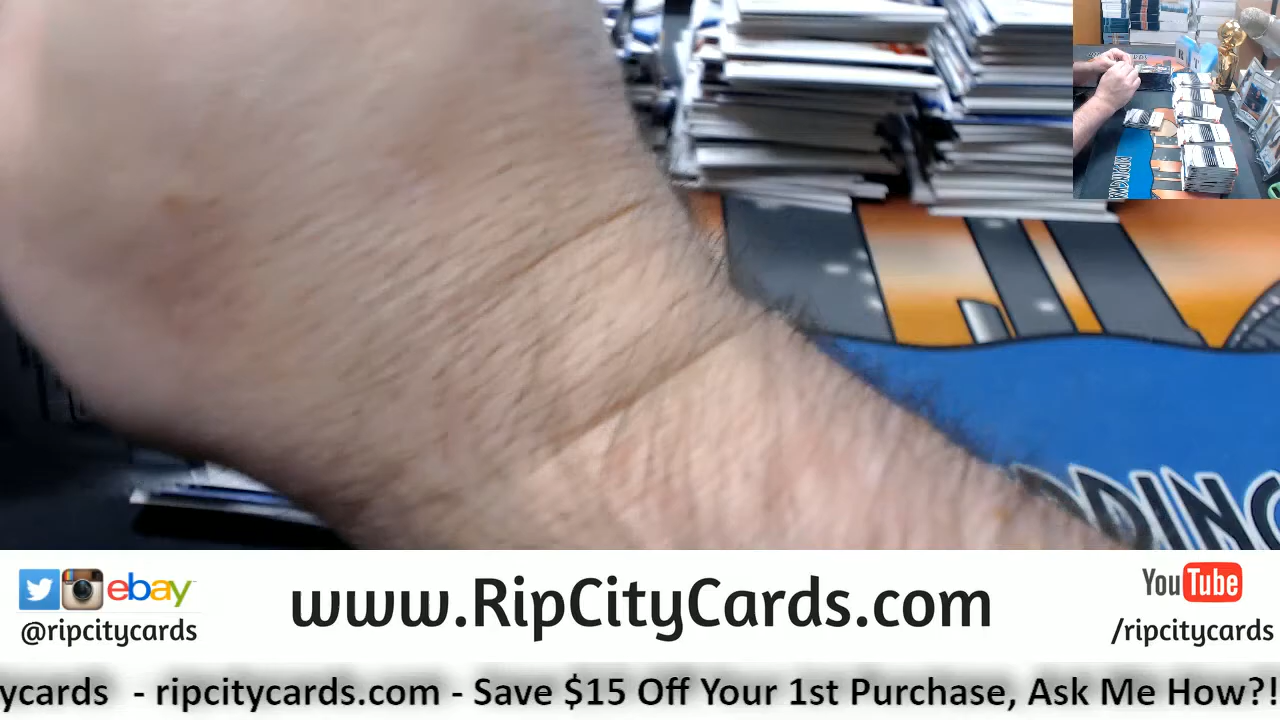 DDING
ebay
@ripcitycards
www.RipCityCards.com
YouTube
/ripcitycards
ycards - ripcitycards.com - Save $15 Off Your 1st Purchase, Ask Me How?!